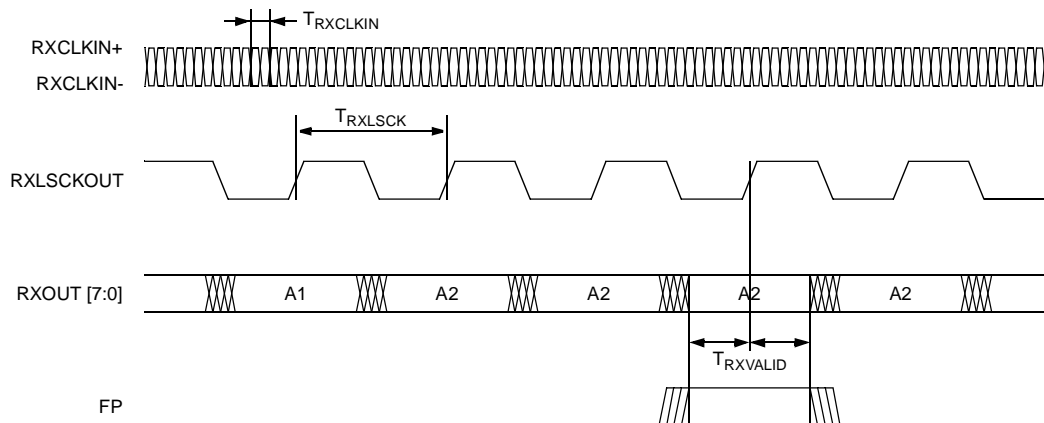 TRXCLKIN
RXCLKIN+
RXCLKIN-
TRXLSCK
RXLSCKOUT
RXOUT [7:0]
A1
A2
A2
A2
A2
TRXVALID
FP